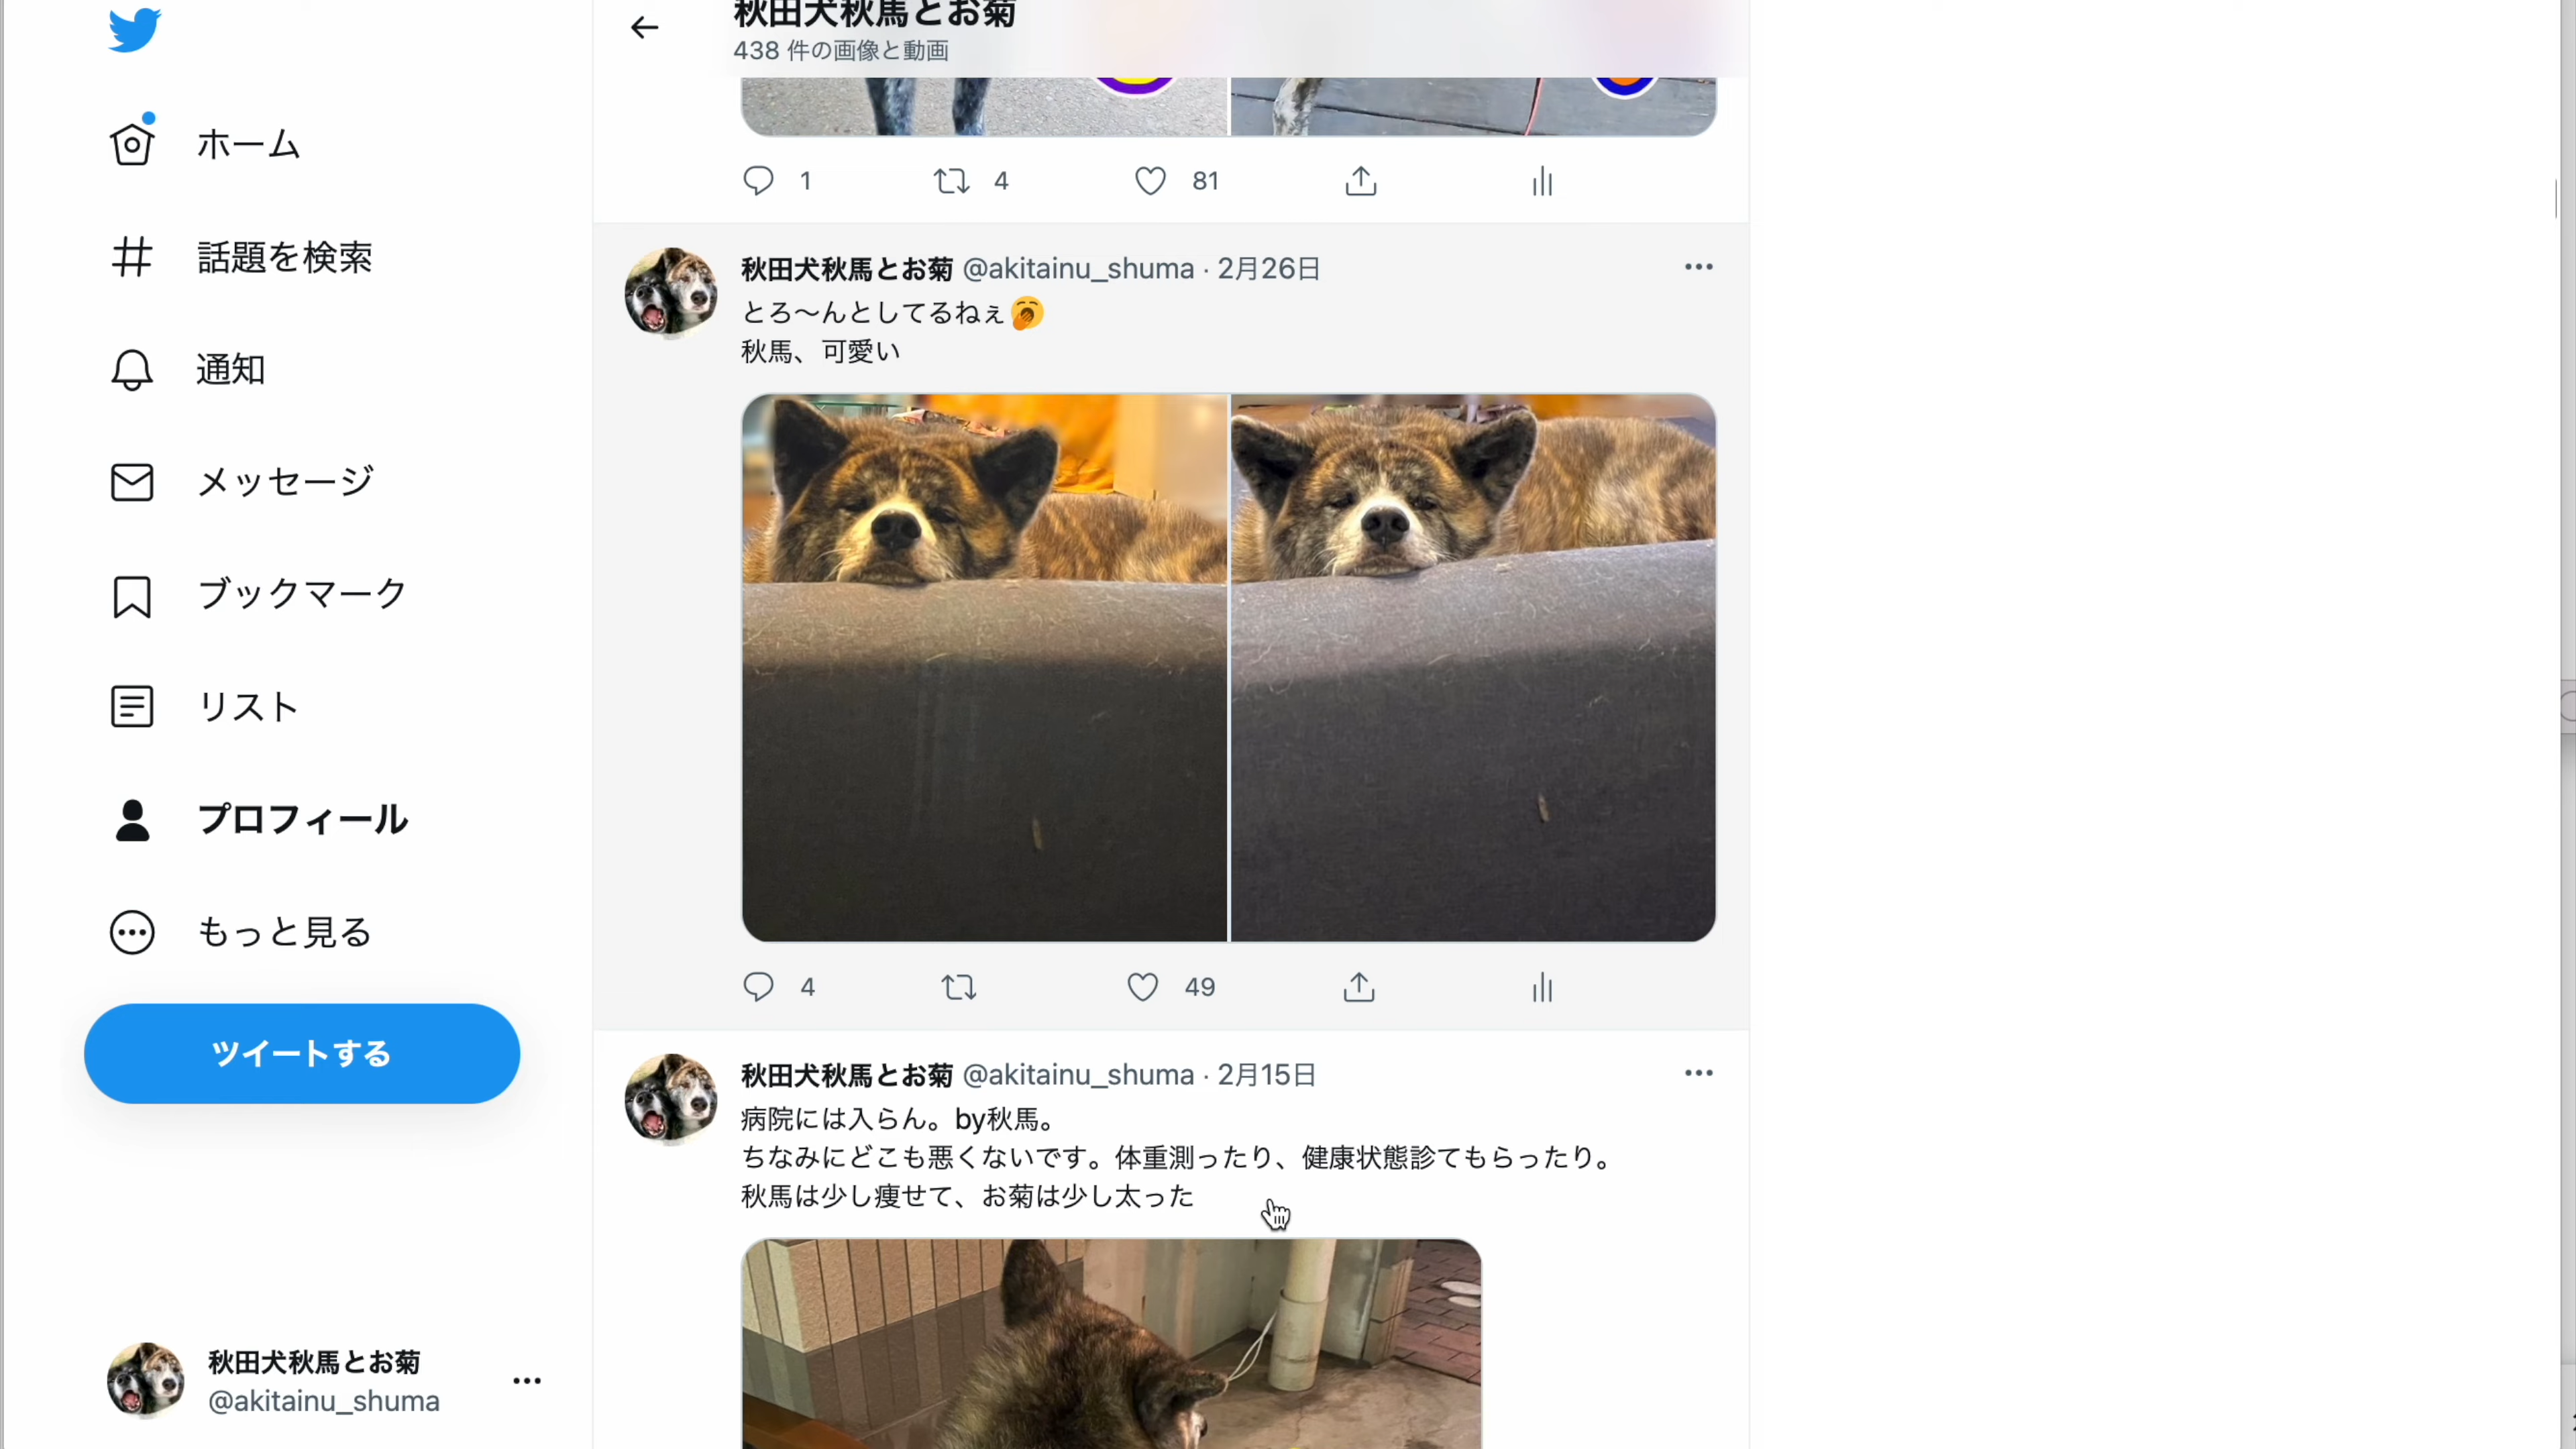 秋田犬秋馬とお菊
438 件の画像と動画
ホーム
話題を検索
通知
メッセージ
ブックマーク
リスト
プロフィール
もっと見る
ツイートする
秋田犬秋馬とお菊
@akitainu_shuma
1 4 81
秋田犬秋馬とお菊 @akitainu_shuma · 2月26日
とろ〜んとしてるねぇ🥱
秋馬、可愛い
4 49
秋田犬秋馬とお菊 @akitainu_shuma · 2月15日
病院には入らん。by秋馬。
ちなみにどこも悪くないです。体重測ったり、健康状態診てもらったり。
秋馬は少し痩せて、お菊は少し太った